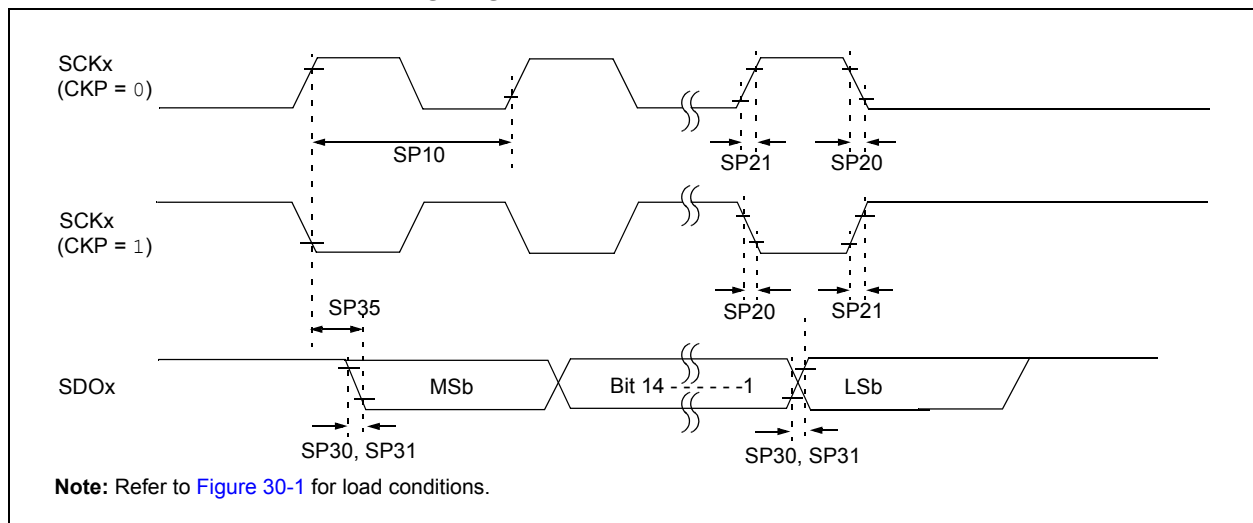 SCKx
(CKP = 0)
SP10
SP21
SP20
SCKx
(CKP = 1)
SP35
SP20
SP21
SDOx
MSb
Bit 14 - - - - - -1
LSb
SP30, SP31
SP30, SP31
Note: Refer to Figure 30-1 for load conditions.